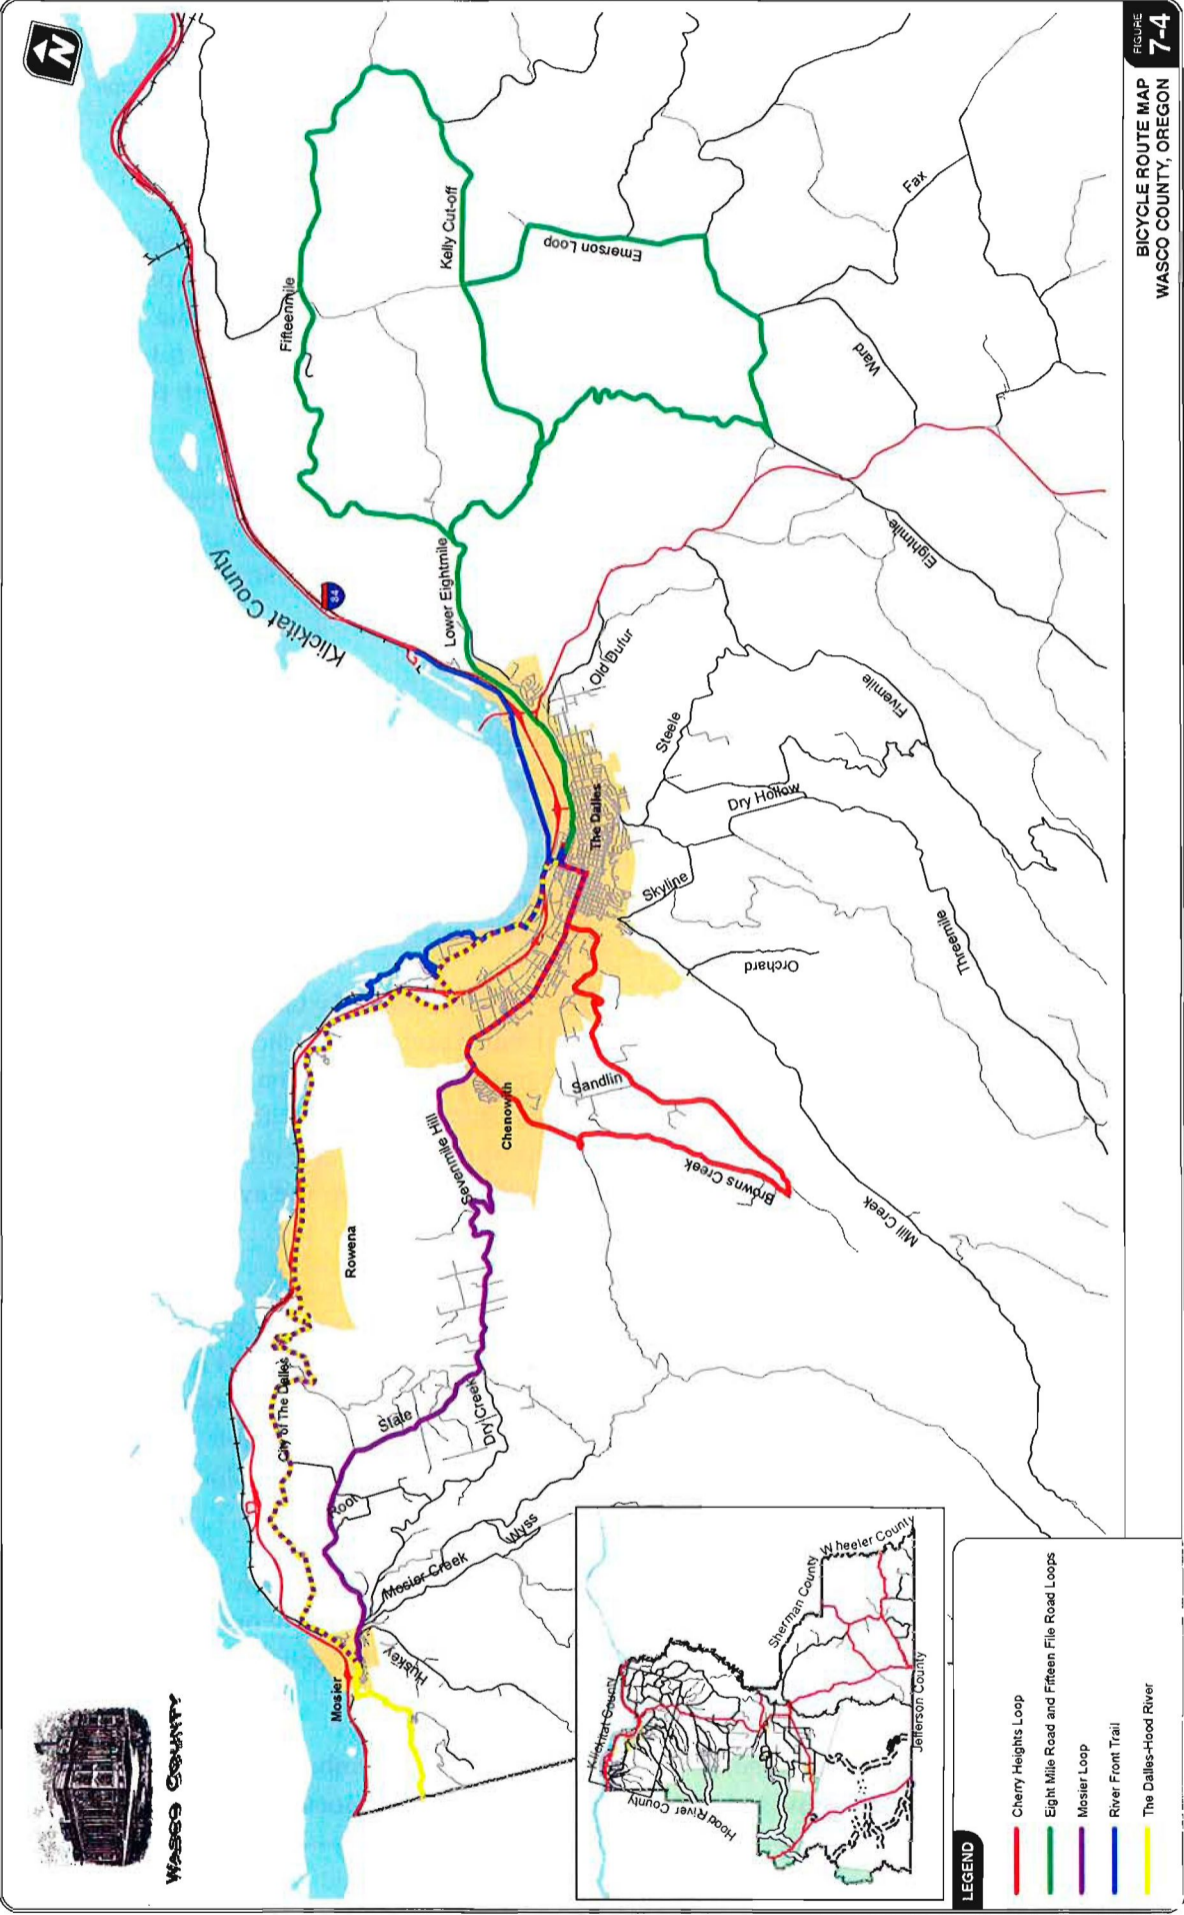 N
FIGURE
7-4
BICYCLE ROUTE MAP
WASCO COUNTY, OREGON
WASCO COUNTY
Klickitat County
84
Fifteenmile
Kelly Cut-off
Emerson Loop
Fax
Ward
Lower Eightmile
Eightmile
Old Dufur
Fivemile
Steele
Dry Hollow
The Dalles
Skyline
Threemile
Orchard
Sandlin
Chenowith
Browns Creek
Mill Creek
Sevenmile Hill
Rowena
City of The Dalles
State
Dry Creek
Root
Wyss
Mosier Creek
Huskey
Mosier
Klickitat County
Hood River County
Sherman County
Wheeler County
Jefferson County
LEGEND
Cherry Heights Loop
Eight Mile Road and Fifteen File Road Loops
Mosier Loop
River Front Trail
The Dalles-Hood River